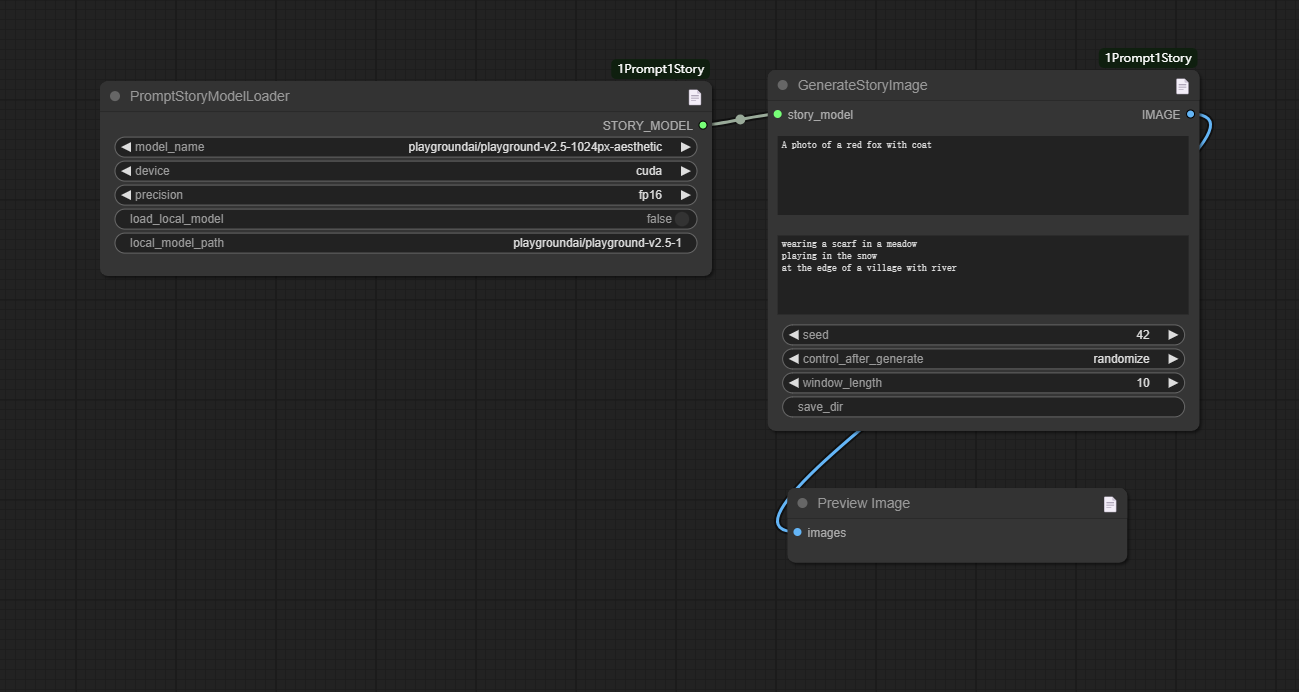 1Prompt1Story
PromptStoryModelLoader
STORY_MODEL
model_name playgroundai/playground-v2.5-1024px-aesthetic
device cuda
precision fp16
load_local_model false
local_model_path playgroundai/playground-v2.5-1
1Prompt1Story
GenerateStoryImage
story_model IMAGE
A photo of a red fox with coat
wearing a scarf in a meadow
playing in the snow
at the edge of a village with river
seed 42
control_after_generate randomize
window_length 10
save_dir
Preview Image
images